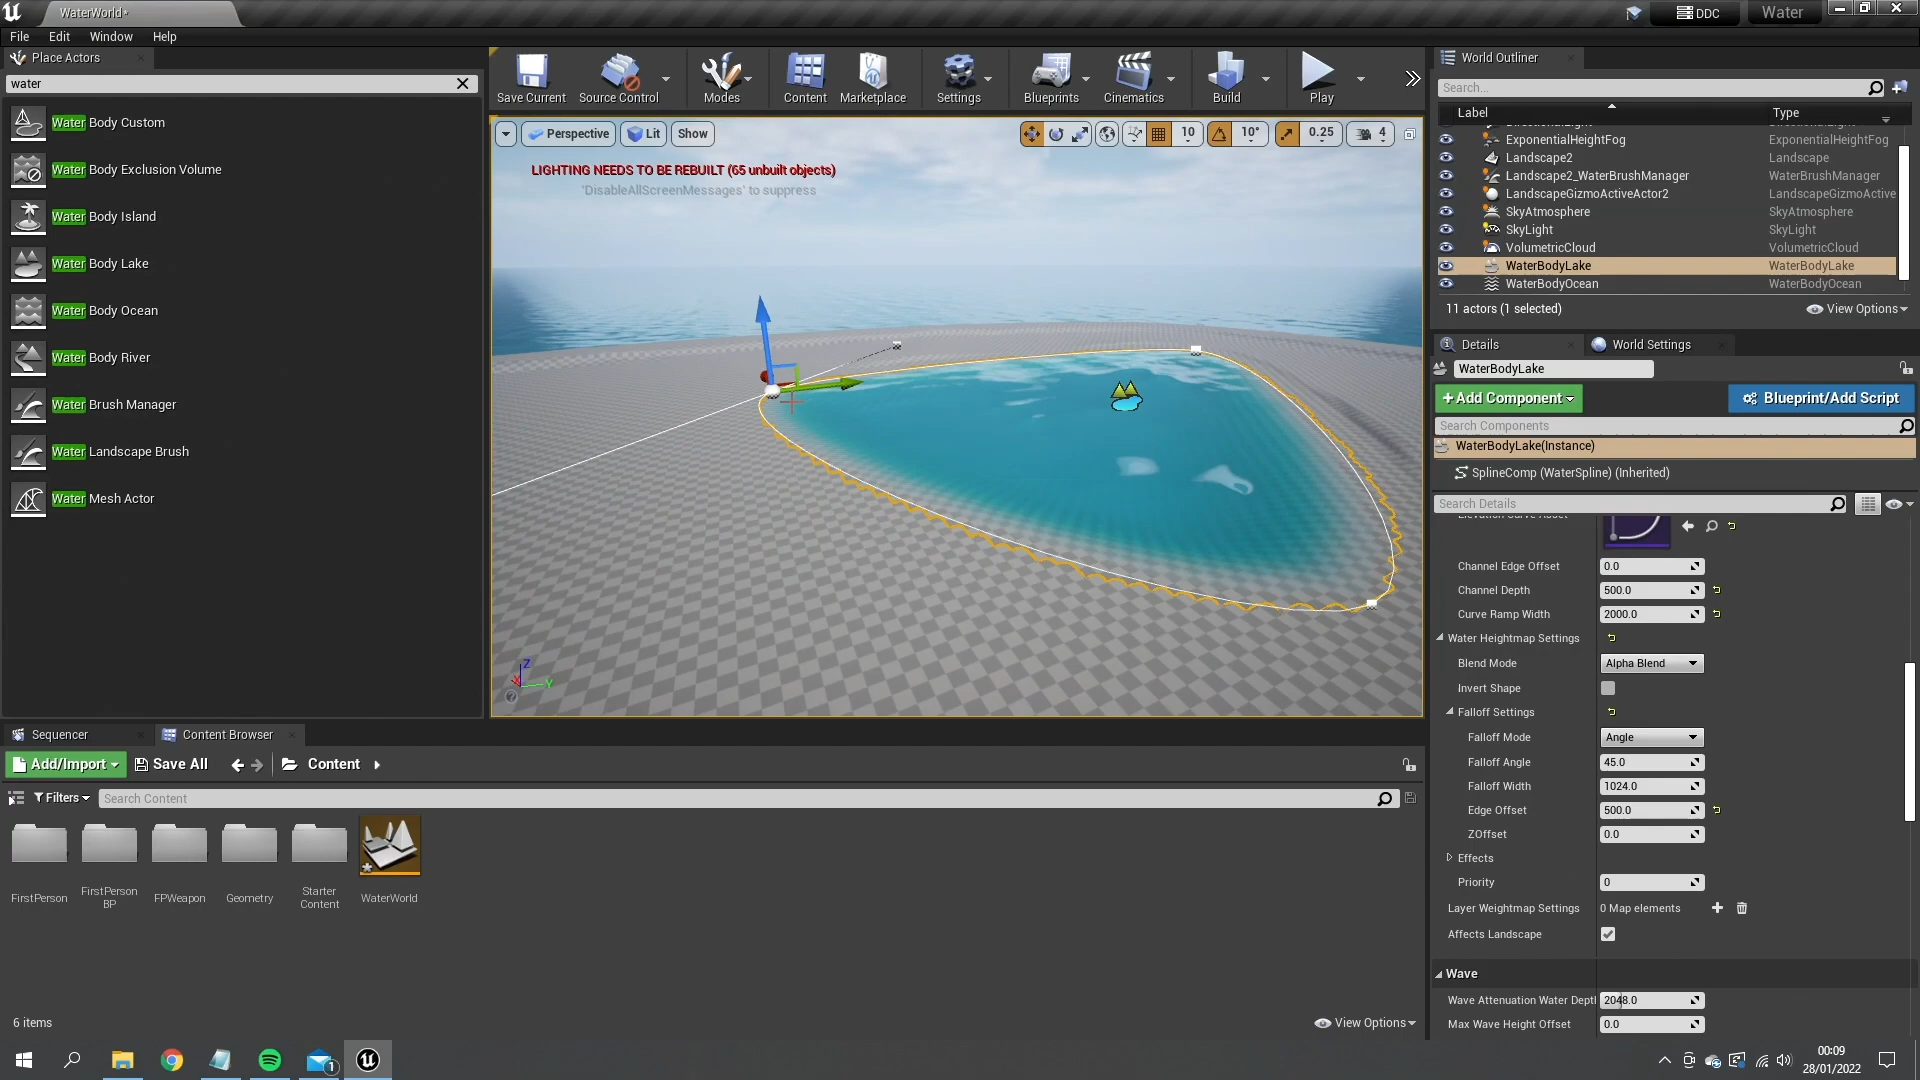 WaterWorld*
DDC
Water
File Edit Window Help
Place Actors
water
Water Body Custom
Water Body Exclusion Volume
Water Body Island
Water Body Lake
Water Body Ocean
Water Body River
Water Brush Manager
Water Landscape Brush
Water Mesh Actor
Save Current
Source Control
Modes
Content
Marketplace
Settings
Blueprints
Cinematics
Build
Play
Perspective
Lit
Show
10
10°
0.25
4
LIGHTING NEEDS TO BE REBUILT (65 unbuilt objects)
'DisableAllScreenMessages' to suppress
Z
X
Y
World Outliner
Search...
Label Type
ExponentialHeightFog ExponentialHeightFog
Landscape2 Landscape
Landscape2_WaterBrushManager WaterBrushManager
LandscapeGizmoActiveActor2 LandscapeGizmoActive
SkyAtmosphere SkyAtmosphere
SkyLight SkyLight
VolumetricCloud VolumetricCloud
WaterBodyLake WaterBodyLake
WaterBodyOcean WaterBodyOcean
11 actors (1 selected)
View Options
Details
World Settings
WaterBodyLake
+Add Component
Blueprint/Add Script
Search Components
WaterBodyLake(Instance)
SplineComp (WaterSpline) (Inherited)
Search Details
Channel Edge Offset 0.0
Channel Depth 500.0
Curve Ramp Width 2000.0
Water Heightmap Settings
Blend Mode Alpha Blend
Invert Shape
Falloff Settings
Falloff Mode Angle
Falloff Angle 45.0
Falloff Width 1024.0
Edge Offset 500.0
ZOffset 0.0
Effects
Priority 0
Layer Weightmap Settings 0 Map elements
Affects Landscape
Wave
Wave Attenuation Water Dept 2048.0
Max Wave Height Offset 0.0
Sequencer
Content Browser
Add/Import
Save All
Content
Filters
Search Content
FirstPerson
FirstPerson
BP
FPWeapon
Geometry
Starter
Content
WaterWorld
6 items
View Options
1
00:09
28/01/2022